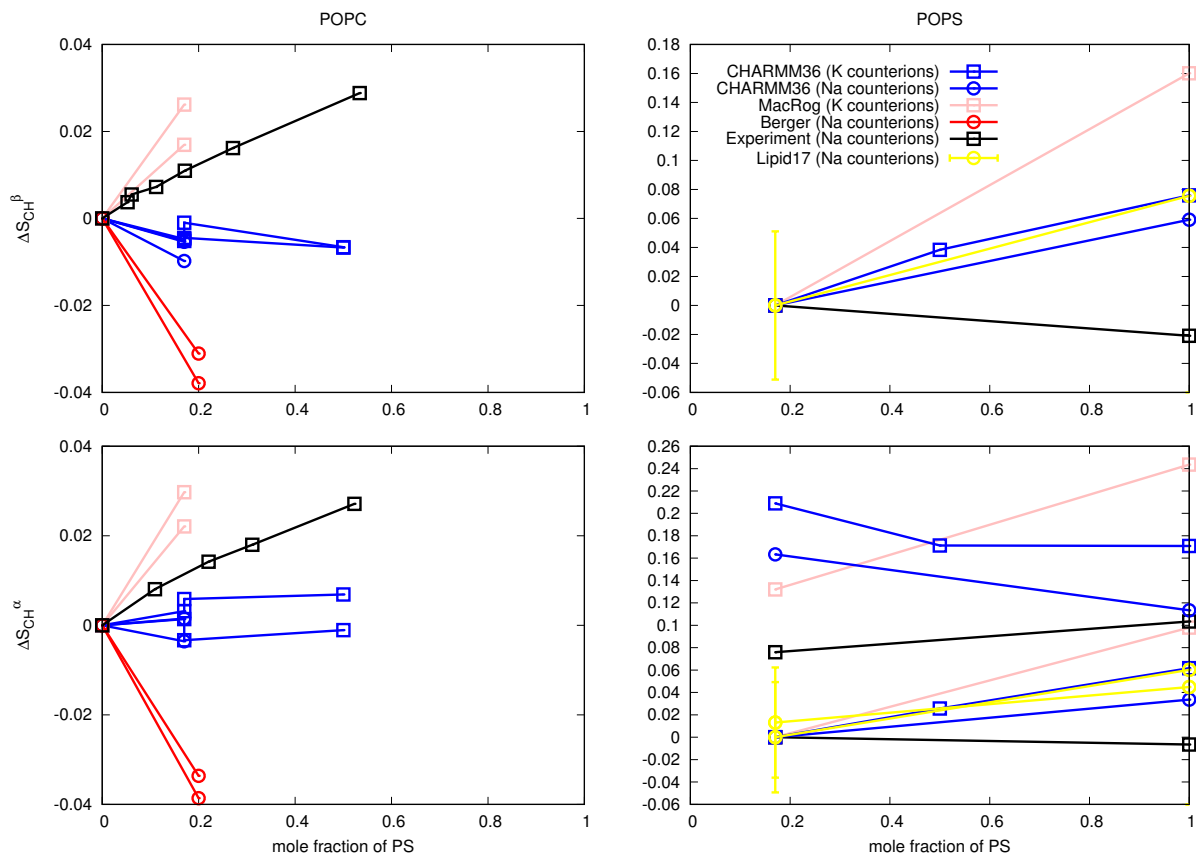 POPC
POPS
0.04
0.02
0
-0.02
-0.04
ΔS_CH^β
0 0.2 0.4 0.6 0.8 1
0.18
0.16
0.14
0.12
0.1
0.08
0.06
0.04
0.02
0
-0.02
-0.04
-0.06
CHARMM36 (K counterions)
CHARMM36 (Na counterions)
MacRog (K counterions)
Berger (Na counterions)
Experiment (Na counterions)
Lipid17 (Na counterions)
0 0.2 0.4 0.6 0.8 1
0.04
0.02
0
-0.02
-0.04
ΔS_CH^α
0 0.2 0.4 0.6 0.8 1
mole fraction of PS
0.26
0.24
0.22
0.2
0.18
0.16
0.14
0.12
0.1
0.08
0.06
0.04
0.02
0
-0.02
-0.04
-0.06
0 0.2 0.4 0.6 0.8 1
mole fraction of PS